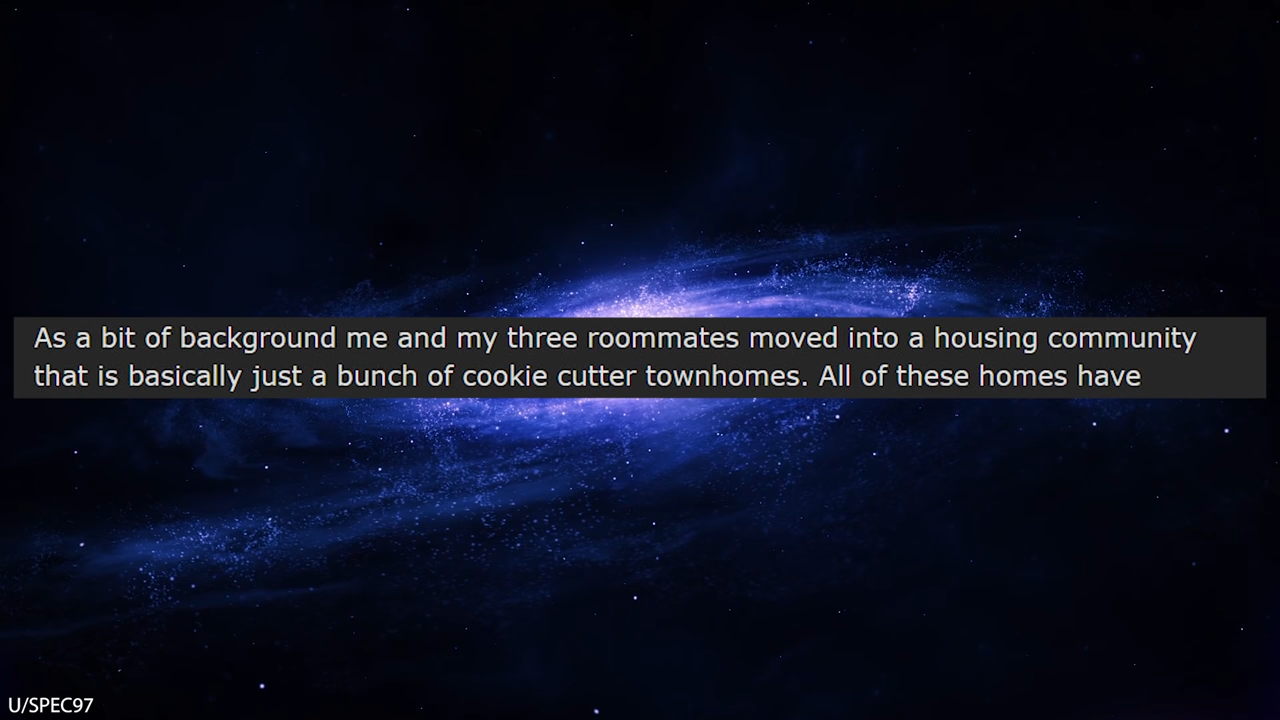 As a bit of background me and my three roommates moved into a housing community
that is basically just a bunch of cookie cutter townhomes. All of these homes have
U/SPEC97